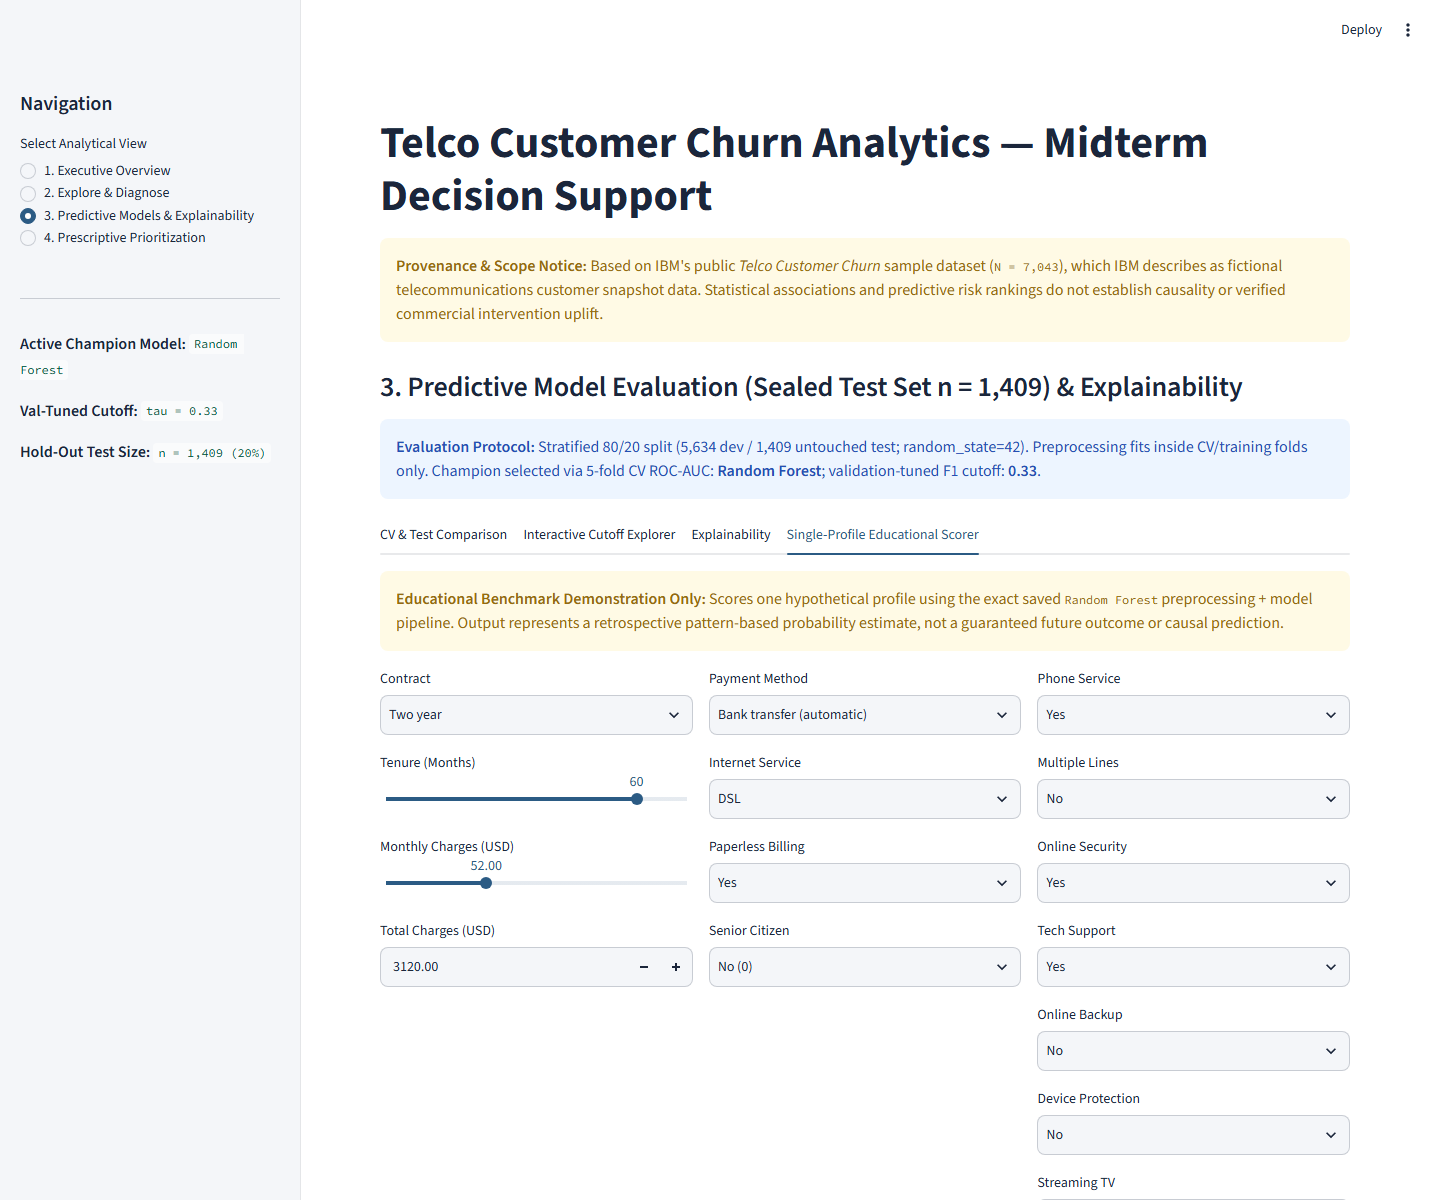 Deploy
Navigation
Select Analytical View
1. Executive Overview
2. Explore & Diagnose
3. Predictive Models & Explainability
4. Prescriptive Prioritization
Active Champion Model: Random
Forest
Val-Tuned Cutoff: tau = 0.33
Hold-Out Test Size: n = 1,409 (20%)
Telco Customer Churn Analytics — Midterm
Decision Support
Provenance & Scope Notice: Based on IBM's public Telco Customer Churn sample dataset (N = 7,043), which IBM describes as fictional
telecommunications customer snapshot data. Statistical associations and predictive risk rankings do not establish causality or verified
commercial intervention uplift.
3. Predictive Model Evaluation (Sealed Test Set n = 1,409) & Explainability
Evaluation Protocol: Stratified 80/20 split (5,634 dev / 1,409 untouched test; random_state=42). Preprocessing fits inside CV/training folds
only. Champion selected via 5-fold CV ROC-AUC: Random Forest; validation-tuned F1 cutoff: 0.33.
CV & Test Comparison Interactive Cutoff Explorer Explainability Single-Profile Educational Scorer
Educational Benchmark Demonstration Only: Scores one hypothetical profile using the exact saved Random Forest preprocessing + model
pipeline. Output represents a retrospective pattern-based probability estimate, not a guaranteed future outcome or causal prediction.
Contract
Two year
Tenure (Months)
60
Monthly Charges (USD)
52.00
Total Charges (USD)
3120.00
Payment Method
Bank transfer (automatic)
Internet Service
DSL
Paperless Billing
Yes
Senior Citizen
No (0)
Phone Service
Yes
Multiple Lines
No
Online Security
Yes
Tech Support
Yes
Online Backup
No
Device Protection
No
Streaming TV